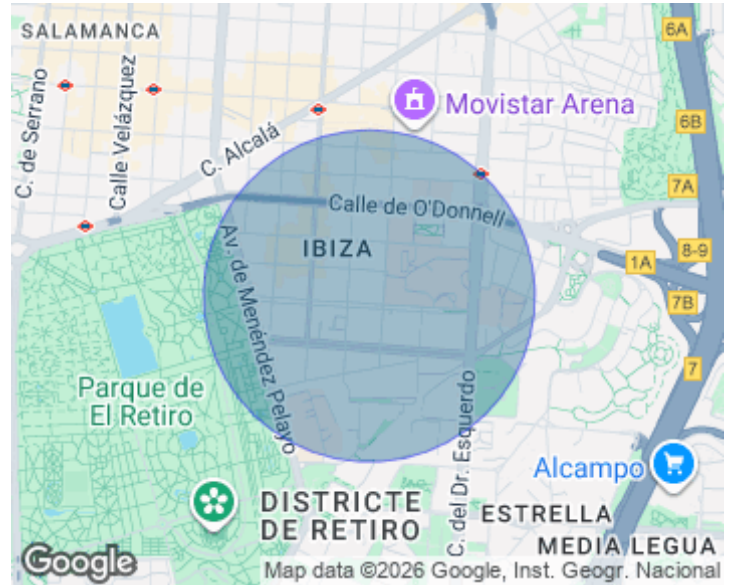 SALAMANCA
6A
C. de Serrano
Calle Velázquez
Movistar Arena
C. Alcalá
6B
7A
Calle de O'Donnell
IBIZA
8-9
1A
Av. de Menéndez Pelayo
7B
7
Parque de
El Retiro
C. del Dr. Esquerdo
Alcampo
DISTRICTE
DE RETIRO
ESTRELLA
MEDIA LEGUA
Google
Map data ©2026 Google, Inst. Geogr. Nacional